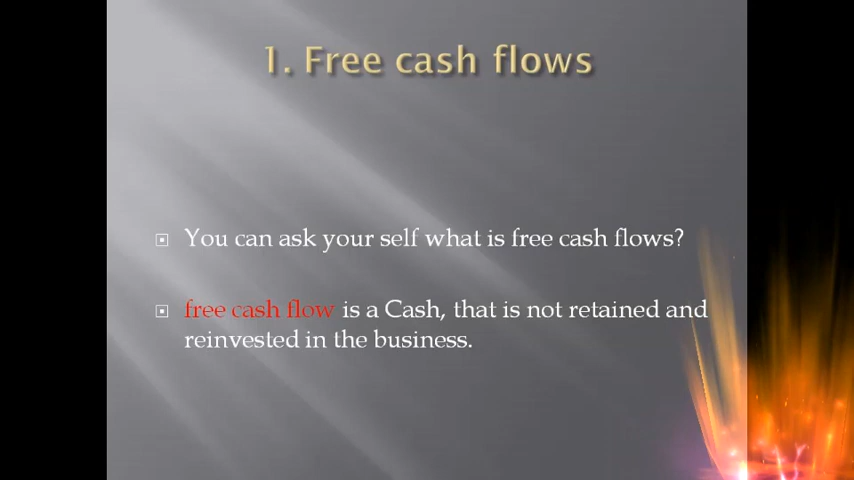 1. Free cash flows
You can ask your self what is free cash flows?
free cash flow is a Cash, that is not retained and
reinvested in the business.